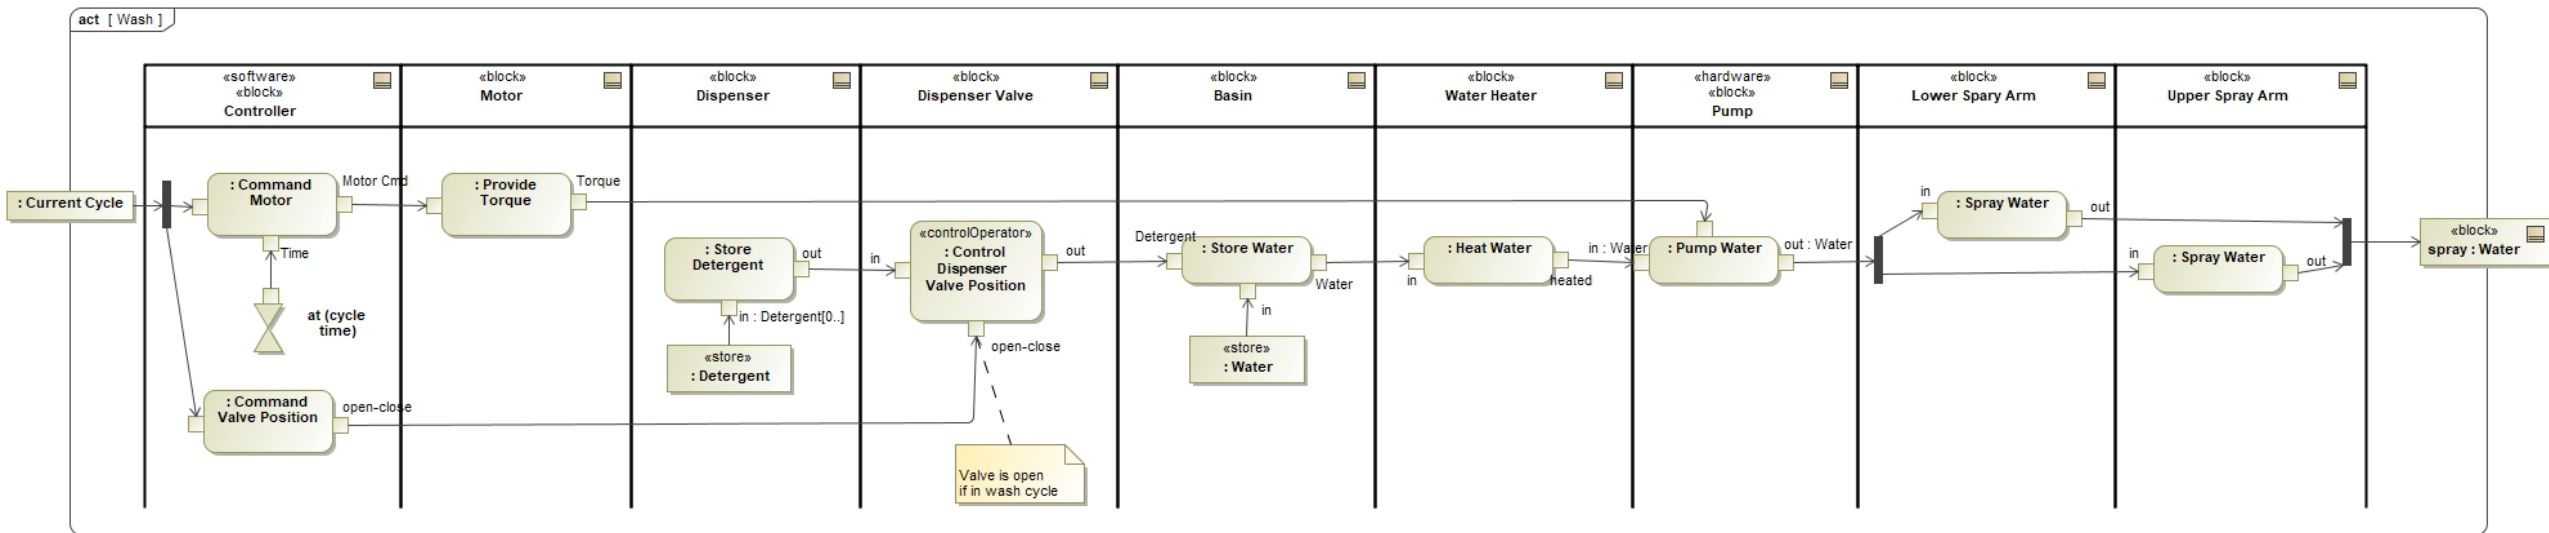 act [ Wash ]
«software»
«block»
Controller
«block»
Motor
«block»
Dispenser
«block»
Dispenser Valve
«block»
Basin
«block»
Water Heater
«hardware»
«block»
Pump
«block»
Lower Spary Arm
«block»
Upper Spray Arm
: Current Cycle
: Command
Motor
Motor Cmd
Time
at (cycle
time)
: Command
Valve Position
open-close
: Provide
Torque
Torque
: Store
Detergent
out
in : Detergent[0..]
«store»
: Detergent
in
«controlOperator»
: Control
Dispenser
Valve Position
out
open-close
Valve is open
if in wash cycle
Detergent
: Store Water
Water
in
«store»
: Water
in
: Heat Water
heated
in : Water
: Pump Water
out : Water
in
: Spray Water
out
in
: Spray Water
out
«block»
spray : Water